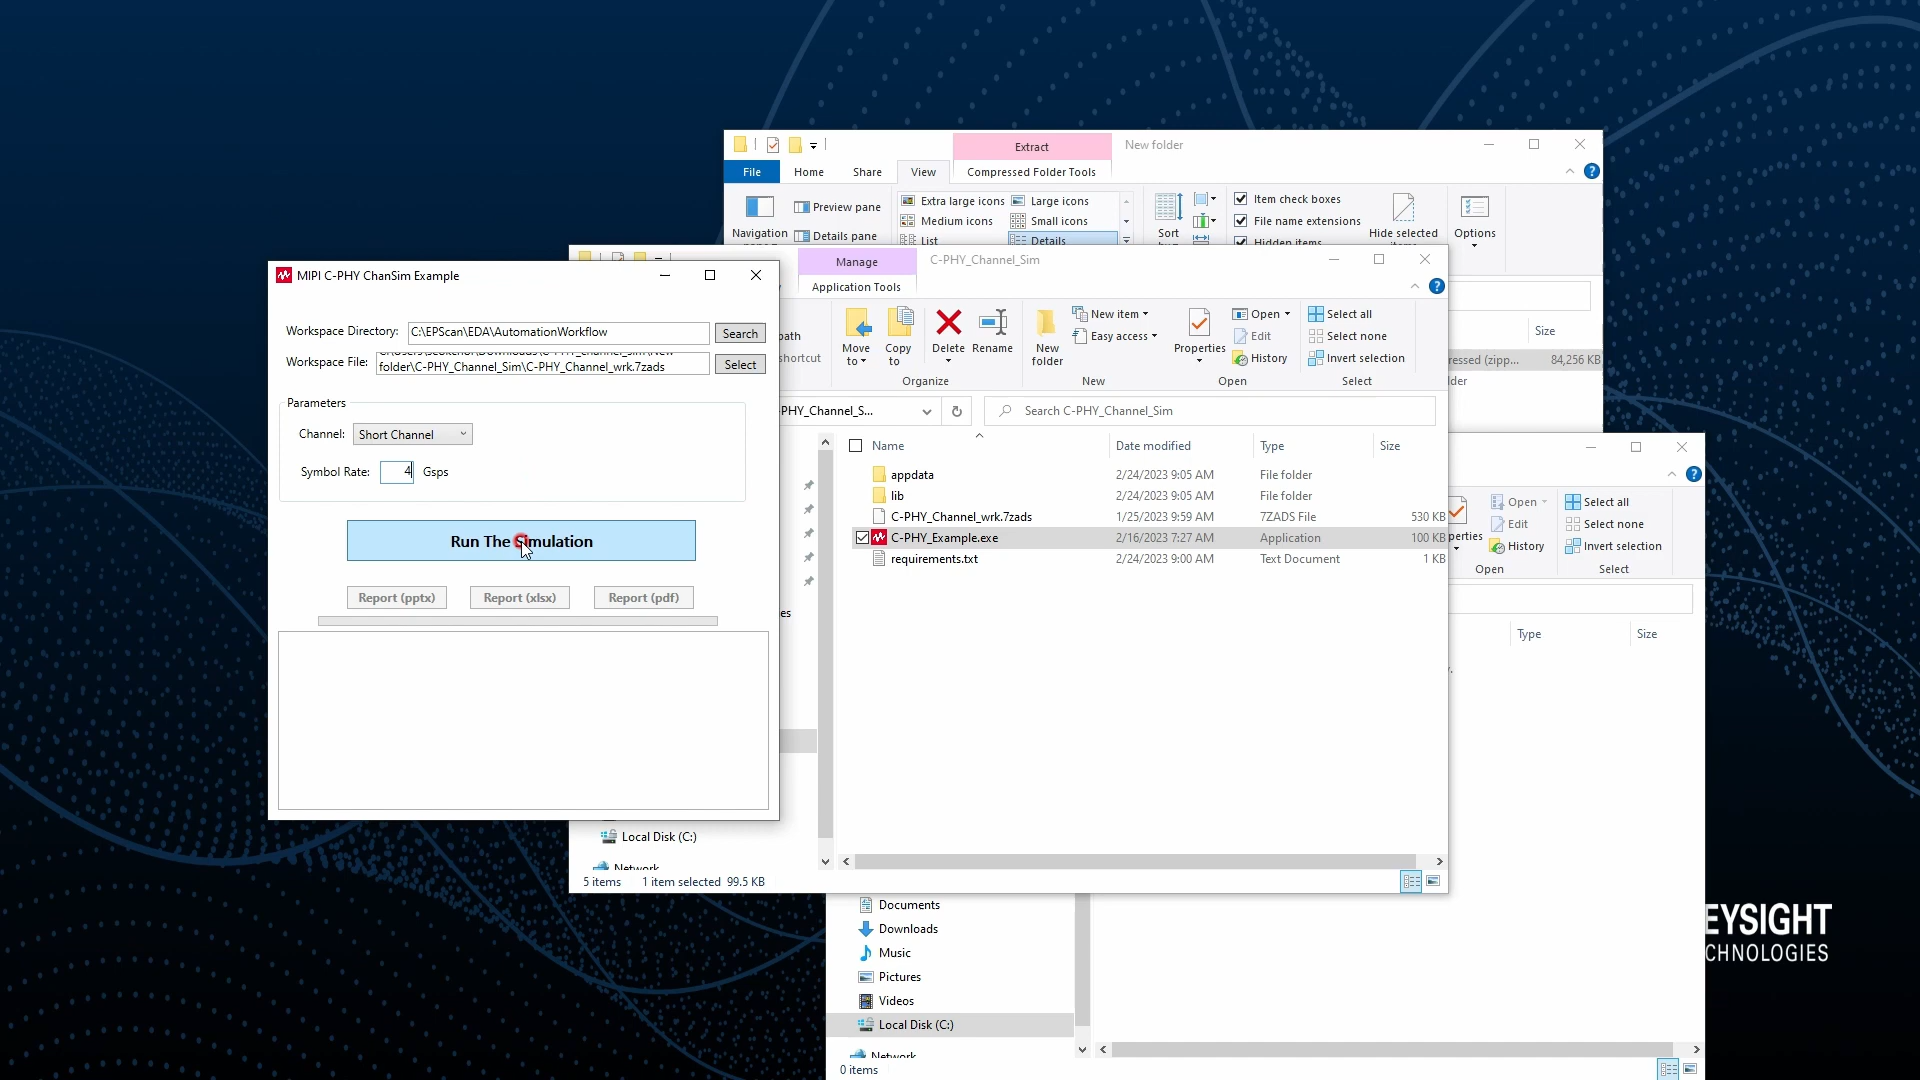 Extract
New folder
File
Home
Share
View
Compressed Folder Tools
Navigation
Preview pane
Details pane
Extra large icons
Large icons
Medium icons
Small icons
List
Details
Sort
Item check boxes
File name extensions
Hidden items
Hide selected
Options
Size
ressed (zipp...
84,256 KB
lder
Manage
C-PHY_Channel_Sim
Application Tools
path
shortcut
Move to
Copy to
Delete
Rename
Organize
New folder
New item
Easy access
New
Properties
Open
Edit
History
Open
Select all
Select none
Invert selection
Select
-PHY_Channel_S...
Search C-PHY_Channel_Sim
Name
Date modified
Type
Size
appdata
2/24/2023 9:05 AM
File folder
lib
2/24/2023 9:05 AM
File folder
C-PHY_Channel_wrk.7zads
1/25/2023 9:59 AM
7ZADS File
530 KB
C-PHY_Example.exe
2/16/2023 7:27 AM
Application
100 KB
requirements.txt
2/24/2023 9:00 AM
Text Document
1 KB
es
Local Disk (C:)
Network
5 items
1 item selected 99.5 KB
MIPI C-PHY ChanSim Example
Workspace Directory:
C:\EPScan\EDA\AutomationWorkflow
Search
Workspace File:
folder\C-PHY_Channel_Sim\C-PHY_Channel_wrk.7zads
Select
Parameters
Channel:
Short Channel
Symbol Rate:
4
Gsps
Run The Simulation
Report (pptx)
Report (xlsx)
Report (pdf)
perties
Open
Edit
History
Open
Select all
Select none
Invert selection
Select
Type
Size
Documents
Downloads
Music
Pictures
Videos
Local Disk (C:)
Network
0 items
EYSIGHT
CHNOLOGIES